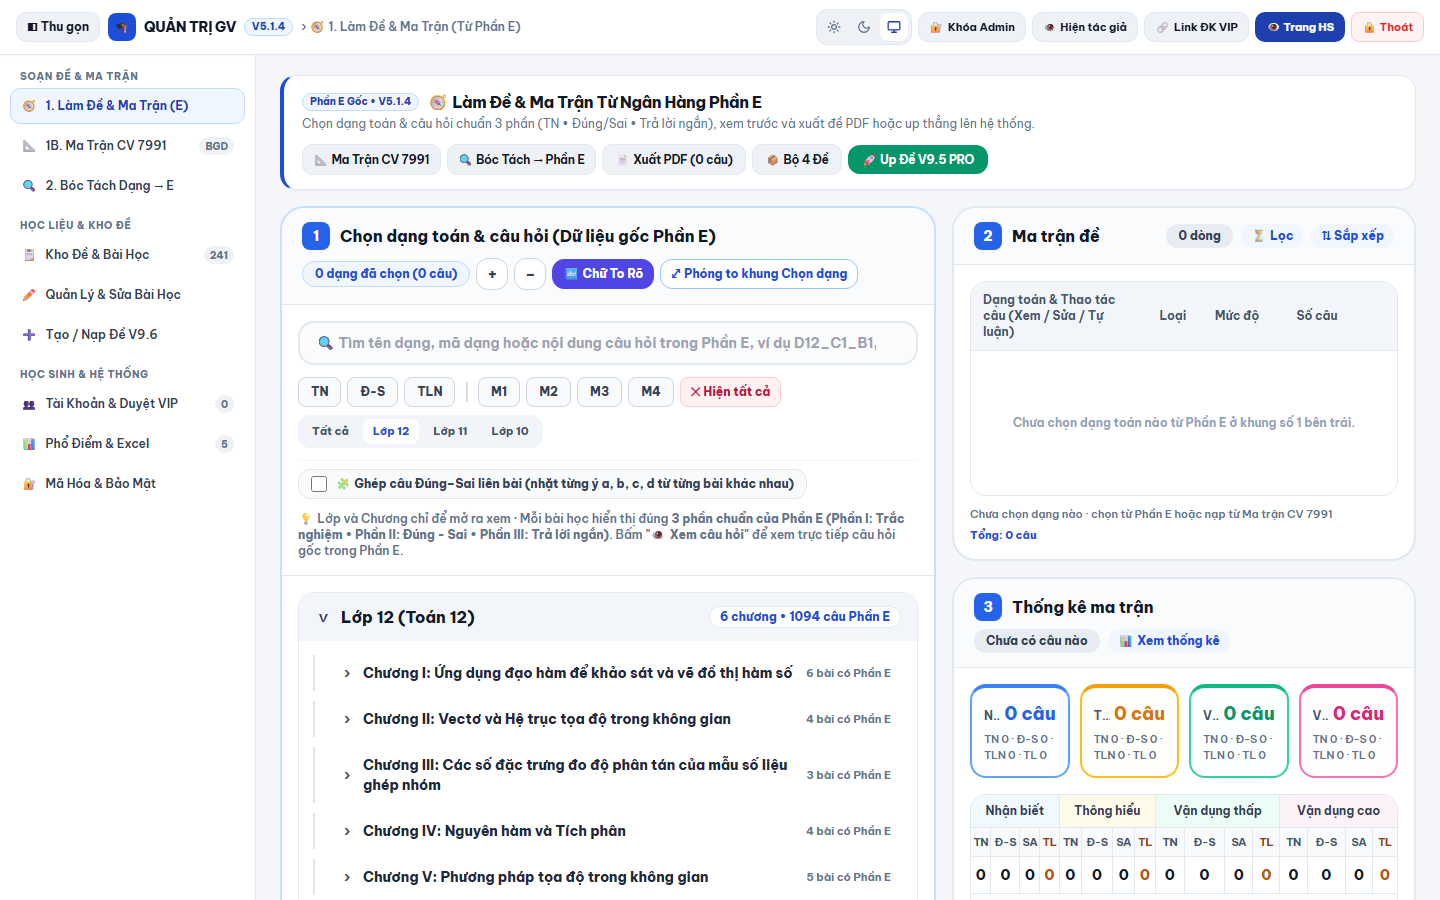 Thu gọn
QUẢN TRỊ GV
V5.1.4
› 1. Làm Đề & Ma Trận (Từ Phần E)
Khóa Admin
Hiện tác giả
Link ĐK VIP
Trang HS
Thoát
SOẠN ĐỀ & MA TRẬN
1. Làm Đề & Ma Trận (E)
1B. Ma Trận CV 7991
BGD
2. Bóc Tách Dạng → E
HỌC LIỆU & KHO ĐỀ
Kho Đề & Bài Học
241
Quản Lý & Sửa Bài Học
Tạo / Nạp Đề V9.6
HỌC SINH & HỆ THỐNG
Tài Khoản & Duyệt VIP
0
Phổ Điểm & Excel
5
Mã Hóa & Bảo Mật
Phần E Gốc • V5.1.4
Làm Đề & Ma Trận Từ Ngân Hàng Phần E
Chọn dạng toán & câu hỏi chuẩn 3 phần (TN • Đúng/Sai • Trả lời ngắn), xem trước và xuất đề PDF hoặc up thẳng lên hệ thống.
Ma Trận CV 7991
Bóc Tách → Phần E
Xuất PDF (0 câu)
Bộ 4 Đề
Up Đề V9.5 PRO
1
Chọn dạng toán & câu hỏi (Dữ liệu gốc Phần E)
0 dạng đã chọn (0 câu)
+
−
Chữ To Rõ
⤢ Phóng to khung Chọn dạng
Tìm tên dạng, mã dạng hoặc nội dung câu hỏi trong Phần E, ví dụ D12_C1_B1,
TN
Đ-S
TLN
M1
M2
M3
M4
✕ Hiện tất cả
Tất cả
Lớp 12
Lớp 11
Lớp 10
Ghép câu Đúng–Sai liên bài (nhặt từng ý a, b, c, d từ từng bài khác nhau)
Lớp và Chương chỉ để mở ra xem · Mỗi bài học hiển thị đúng 3 phần chuẩn của Phần E (Phần I: Trắc
nghiệm • Phần II: Đúng - Sai • Phần III: Trả lời ngắn). Bấm "👁 Xem câu hỏi" để xem trực tiếp câu hỏi
gốc trong Phần E.
Lớp 12 (Toán 12)
6 chương • 1094 câu Phần E
Chương I: Ứng dụng đạo hàm để khảo sát và vẽ đồ thị hàm số
6 bài có Phần E
Chương II: Vectơ và Hệ trục tọa độ trong không gian
4 bài có Phần E
Chương III: Các số đặc trưng đo độ phân tán của mẫu số liệu
ghép nhóm
3 bài có Phần E
Chương IV: Nguyên hàm và Tích phân
4 bài có Phần E
Chương V: Phương pháp tọa độ trong không gian
5 bài có Phần E
2
Ma trận đề
0 dòng
Lọc
⇅ Sắp xếp
Dạng toán & Thao tác
câu (Xem / Sửa / Tự
luận)
Loại
Mức độ
Số câu
Chưa chọn dạng toán nào từ Phần E ở khung số 1 bên trái.
Chưa chọn dạng nào · chọn từ Phần E hoặc nạp từ Ma trận CV 7991
Tổng: 0 câu
3
Thống kê ma trận
Chưa có câu nào
Xem thống kê
N.. 0 câu
TN 0 · Đ-S 0 ·
TLN 0 · TL 0
T... 0 câu
TN 0 · Đ-S 0 ·
TLN 0 · TL 0
V.. 0 câu
TN 0 · Đ-S 0 ·
TLN 0 · TL 0
V.. 0 câu
TN 0 · Đ-S 0 ·
TLN 0 · TL 0
Nhận biết Thông hiểu Vận dụng thấp Vận dụng cao
TN Đ-S SA TL TN Đ-S SA TL TN Đ-S SA TL TN Đ-S SA TL
0 0 0 0 0 0 0 0 0 0 0 0 0 0 0 0